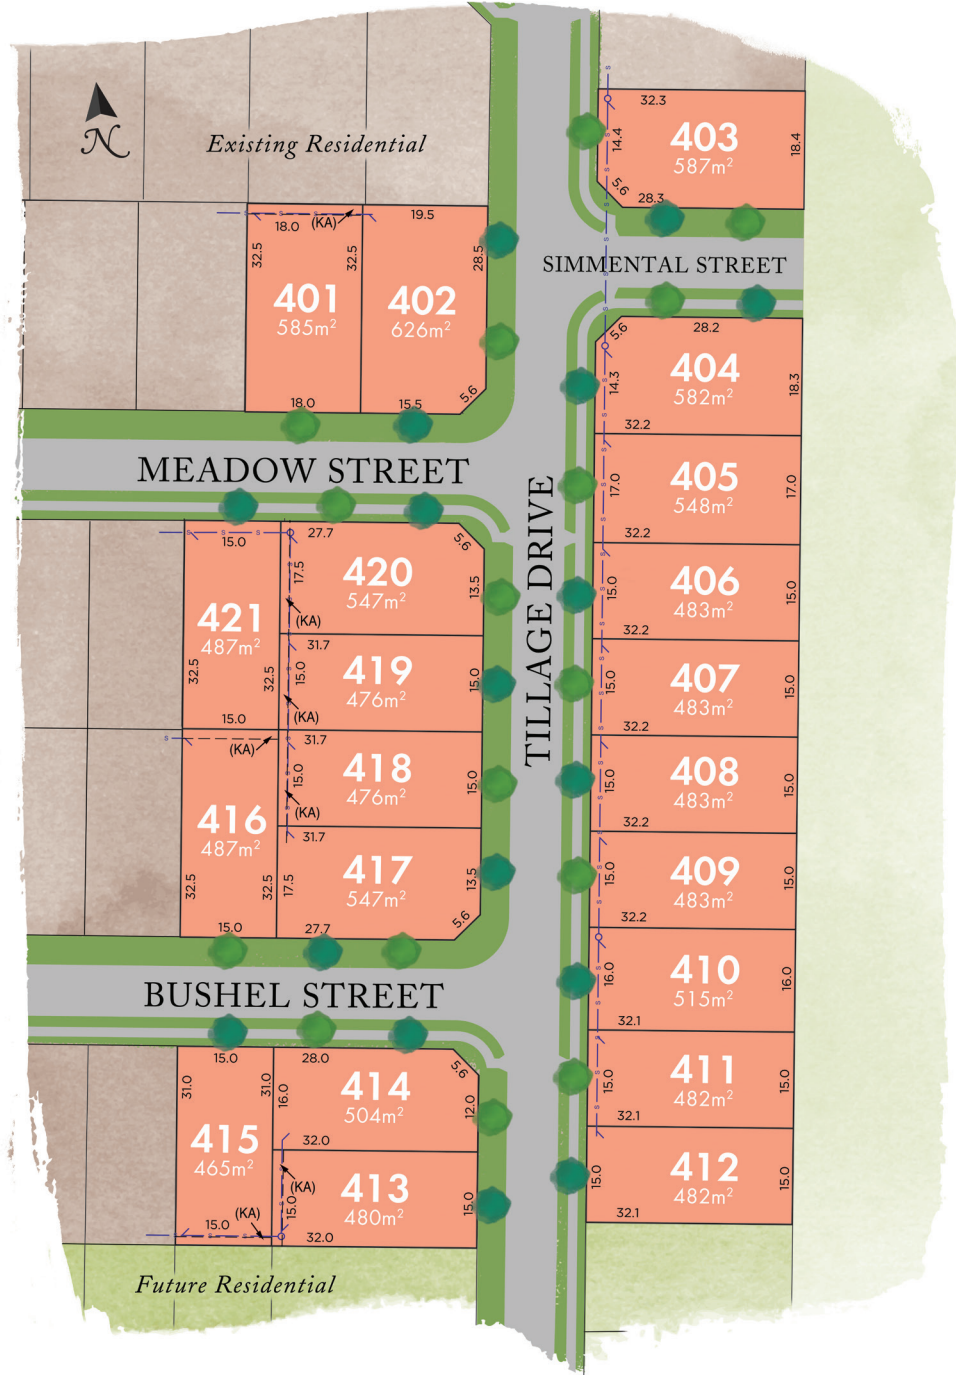 N
Existing Residential
32.3
403
587m²
14.4
18.4
5.6
28.3
SIMMENTAL STREET
(KA)
18.0
19.5
32.5
32.5
28.5
401
585m²
402
626m²
18.0
15.5
5.6
5.6
28.2
404
582m²
14.3
18.3
32.2
MEADOW STREET
TILLAGE DRIVE
405
548m²
17.0
17.0
32.2
15.0
27.7
5.6
17.5
420
547m²
13.5
(KA)
421
487m²
32.5
32.5
15.0
31.7
419
476m²
15.0
15.0
(KA)
406
483m²
15.0
15.0
32.2
407
483m²
15.0
15.0
32.2
(KA)
31.7
418
476m²
15.0
15.0
(KA)
416
487m²
32.5
32.5
15.0
31.7
417
547m²
17.5
13.5
27.7
5.6
408
483m²
15.0
15.0
32.2
409
483m²
15.0
15.0
32.2
410
515m²
16.0
16.0
32.1
BUSHEL STREET
15.0
28.0
5.6
31.0
31.0
16.0
414
504m²
12.0
32.0
415
465m²
(KA)
413
480m²
15.0
15.0
(KA)
15.0
32.0
411
482m²
15.0
15.0
32.1
412
482m²
15.0
15.0
32.1
Future Residential